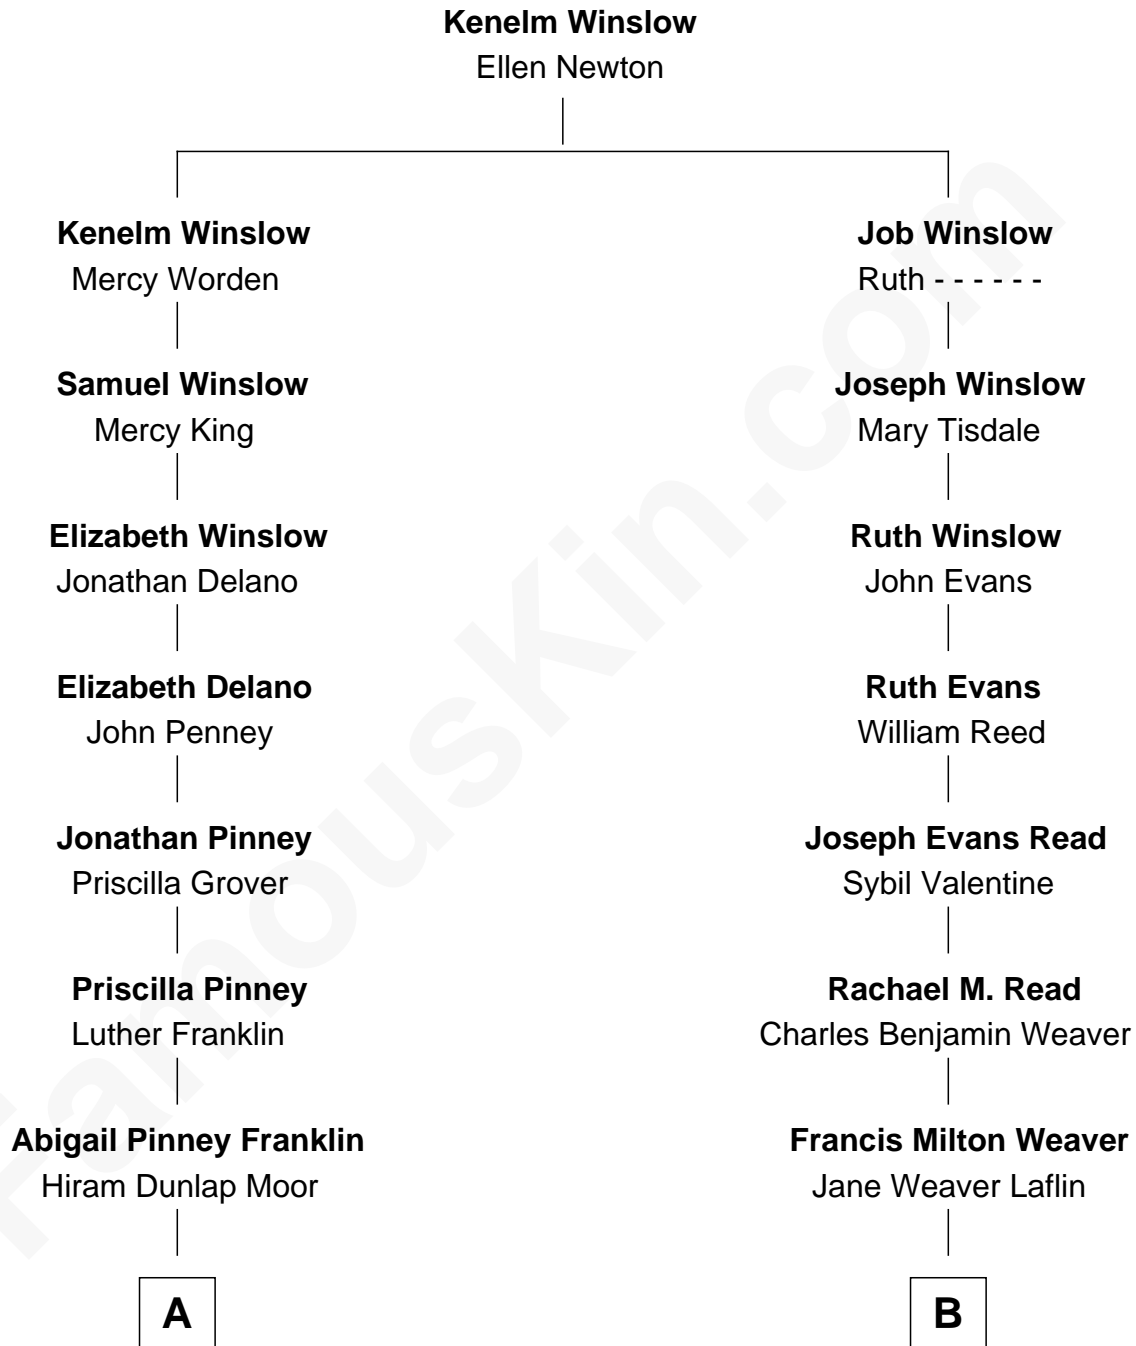 Kenelm Winslow
Ellen Newton
Kenelm Winslow
Mercy Worden
Samuel Winslow
Mercy King
Elizabeth Winslow
Jonathan Delano
Elizabeth Delano
John Penney
Jonathan Pinney
Priscilla Grover
Priscilla Pinney
Luther Franklin
Abigail Pinney Franklin
Hiram Dunlap Moor
A
Job Winslow
Ruth - - - - - -
Joseph Winslow
Mary Tisdale
Ruth Winslow
John Evans
Ruth Evans
William Reed
Joseph Evans Read
Sybil Valentine
Rachael M. Read
Charles Benjamin Weaver
Francis Milton Weaver
Jane Weaver Laflin
B
FamousKin.com